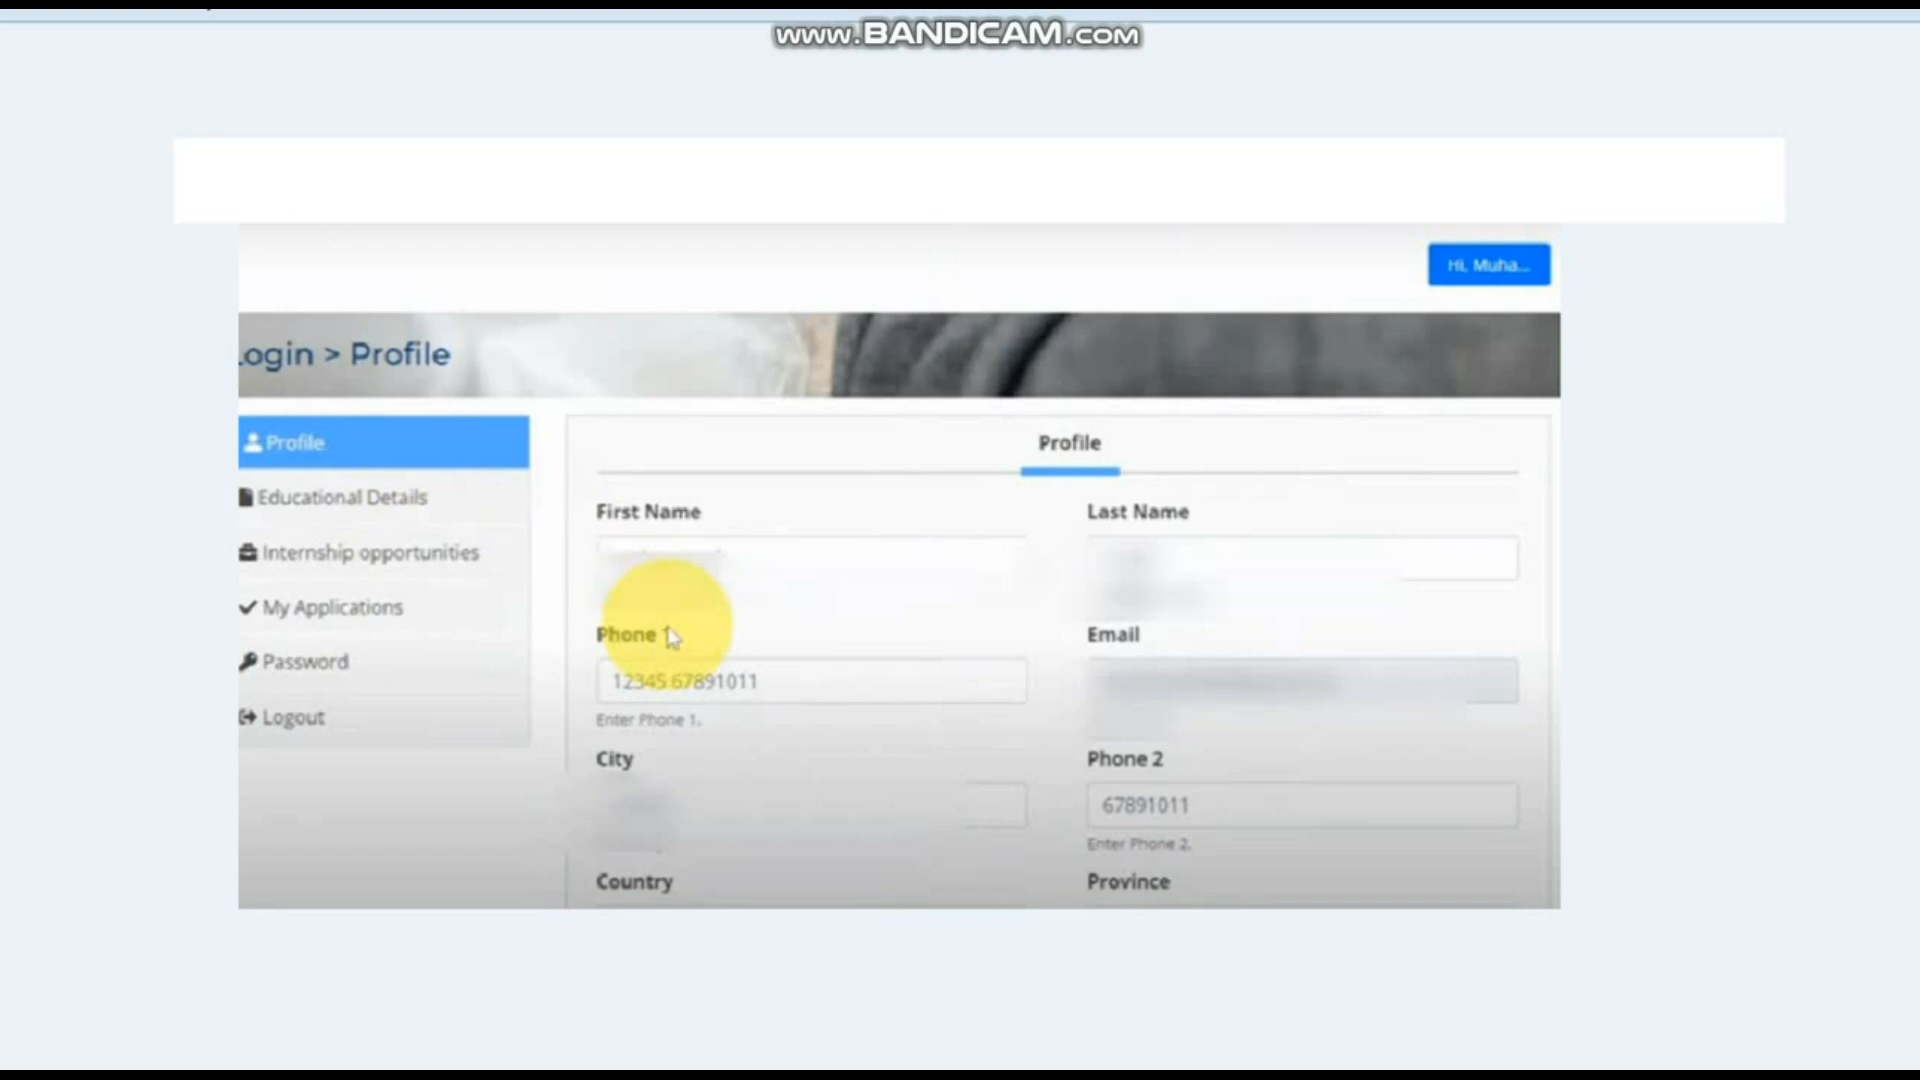 www.BANDICAM.com
Hi, Muha...
Login > Profile
Profile
Educational Details
Internship opportunities
My Applications
Password
Logout
Profile
First Name
Last Name
Phone 1
Email
12345 67891011
Enter Phone 1.
City
Phone 2
67891011
Enter Phone 2.
Country
Province